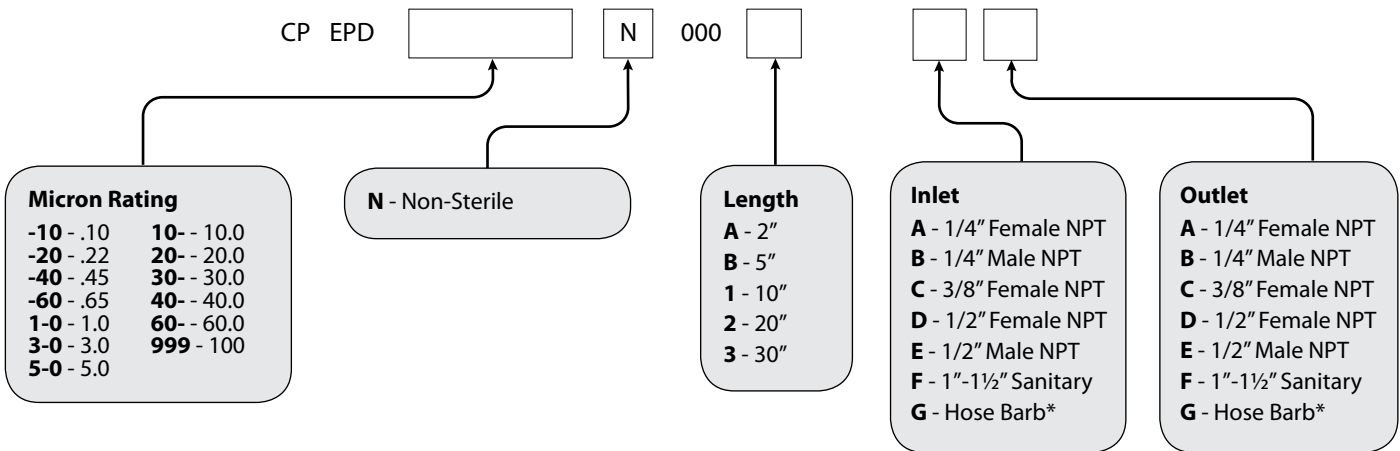 CP EPD N 000
Micron Rating
-10 - .10
-20 - .22
-40 - .45
-60 - .65
1-0 - 1.0
3-0 - 3.0
5-0 - 5.0
10- - 10.0
20- - 20.0
30- - 30.0
40- - 40.0
60- - 60.0
999 - 100
N - Non-Sterile
Length
A - 2”
B - 5”
1 - 10”
2 - 20”
3 - 30”
Inlet
A - 1/4” Female NPT
B - 1/4” Male NPT
C - 3/8” Female NPT
D - 1/2” Female NPT
E - 1/2” Male NPT
F - 1”-1½” Sanitary
G - Hose Barb*
Outlet
A - 1/4” Female NPT
B - 1/4” Male NPT
C - 3/8” Female NPT
D - 1/2” Female NPT
E - 1/2” Male NPT
F - 1”-1½” Sanitary
G - Hose Barb*